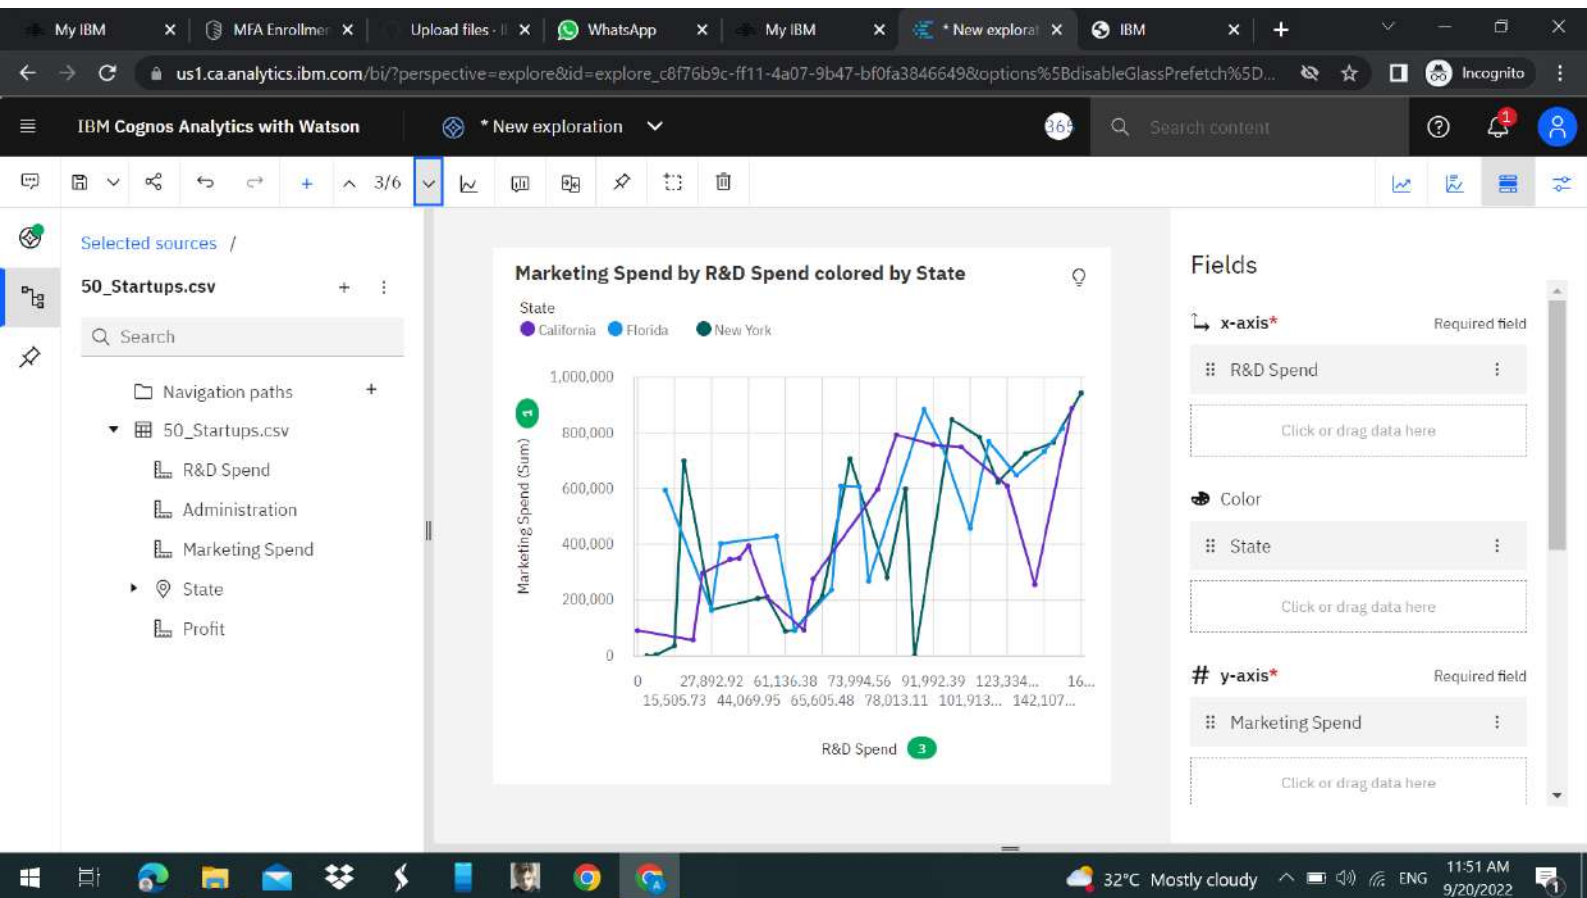 My IBM
MFA Enrollmer
Upload files - I
WhatsApp
My IBM
* New explorat
IBM
us1.ca.analytics.ibm.com/bi/?perspective=explore&id=explore_c8f76b9c-ff11-4a07-9b47-bf0fa3846649&options%5BdisableGlassPrefetch%5D...
Incognito
IBM Cognos Analytics with Watson
* New exploration
365
Search content
1
3/6
Selected sources /
50_Startups.csv
Search
Navigation paths
50_Startups.csv
R&D Spend
Administration
Marketing Spend
State
Profit
Marketing Spend by R&D Spend colored by State
State
California
Florida
New York
1,000,000
800,000
600,000
400,000
200,000
0
Marketing Spend (Sum)
1
0 27,892.92 61,136.38 73,994.56 91,992.39 123,334... 16...
15,505.73 44,069.95 65,605.48 78,013.11 101,913... 142,107...
R&D Spend 3
Fields
x-axis* Required field
R&D Spend
Click or drag data here
Color
State
Click or drag data here
y-axis* Required field
Marketing Spend
Click or drag data here
32°C Mostly cloudy
ENG
11:51 AM
9/20/2022
1